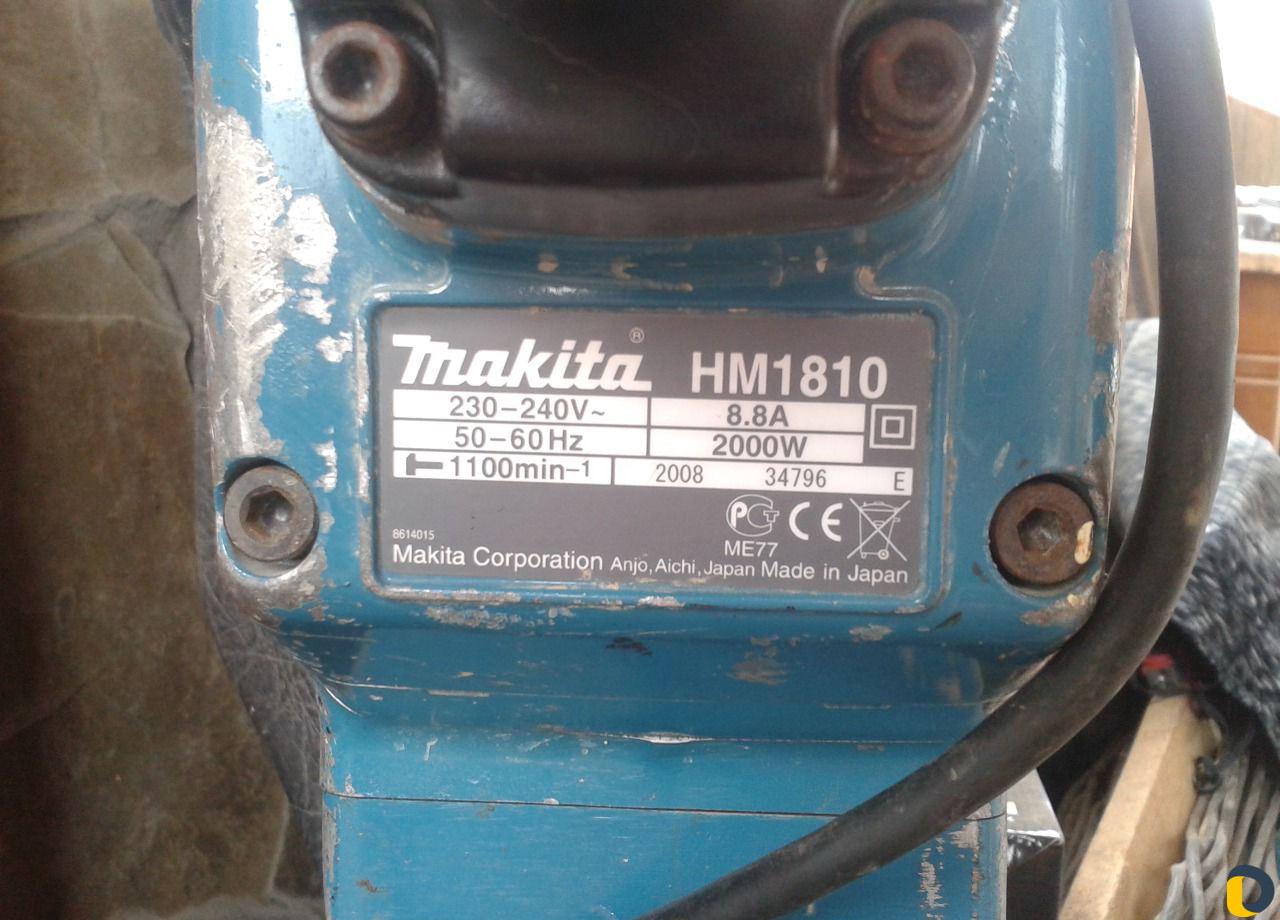 makita® HM1810
230-240V~ 8.8A
50-60Hz 2000W
1100min-1 2008 34796 E
PCT CE
ME77
8614015
Makita Corporation Anjo, Aichi, Japan Made in Japan